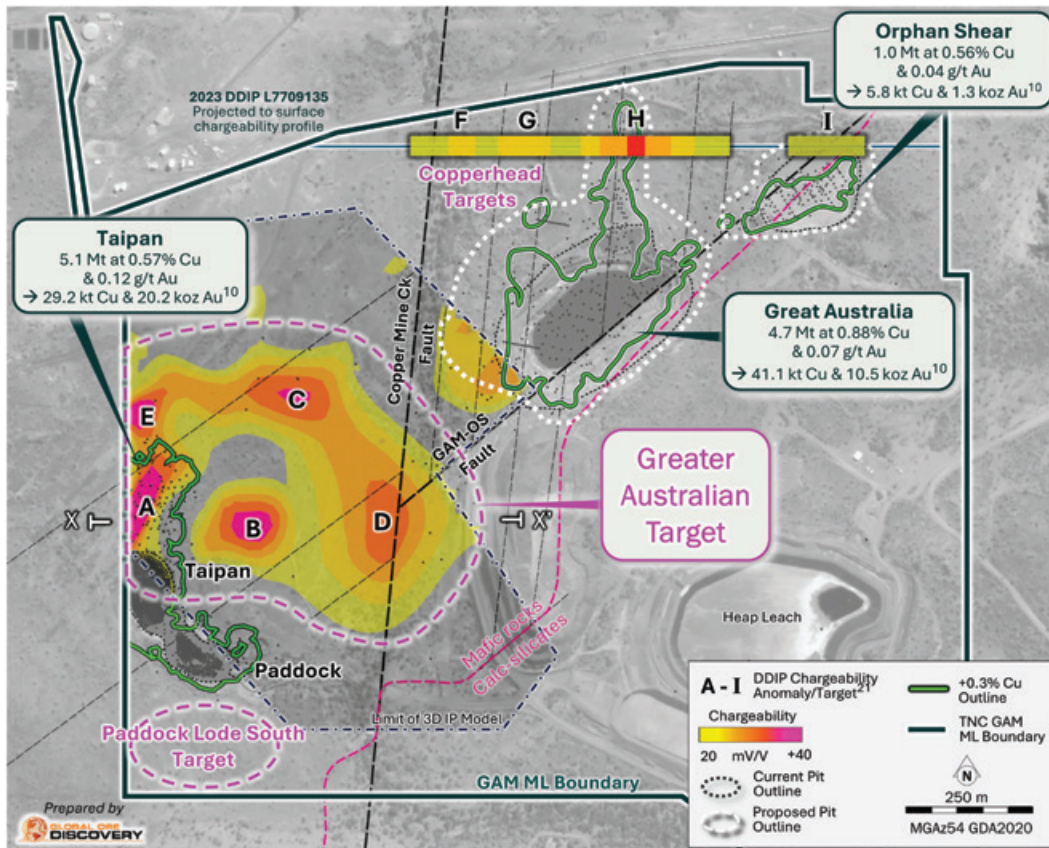 Orphan Shear
1.0 Mt at 0.56% Cu
& 0.04 g/t Au
→ 5.8 kt Cu & 1.3 koz Au10
2023 DDIP L7709135
Projected to surface
chargeability profile
F
G
H
I
Copperhead
Targets
Taipan
5.1 Mt at 0.57% Cu
& 0.12 g/t Au
→ 29.2 kt Cu & 20.2 koz Au10
Great Australia
4.7 Mt at 0.88% Cu
& 0.07 g/t Au
→ 41.1 kt Cu & 10.5 koz Au10
Copper Mine Ck
Fault
GAM-OS
Fault
E
C
A
B
D
X
X'
Greater
Australian
Target
Taipan
Paddock
Mafic rocks
Calc-silicates
Heap Leach
Limit of 3D IP Model
Paddock Lode South
Target
GAM ML Boundary
Prepared by
GLOBAL ORE
DISCOVERY
A - I DDIP Chargeability
Anomaly/Target21
Chargeability
20 mV/V +40
Current Pit
Outline
Proposed Pit
Outline
+0.3% Cu
Outline
TNC GAM
ML Boundary
N
250 m
MGAz54 GDA2020